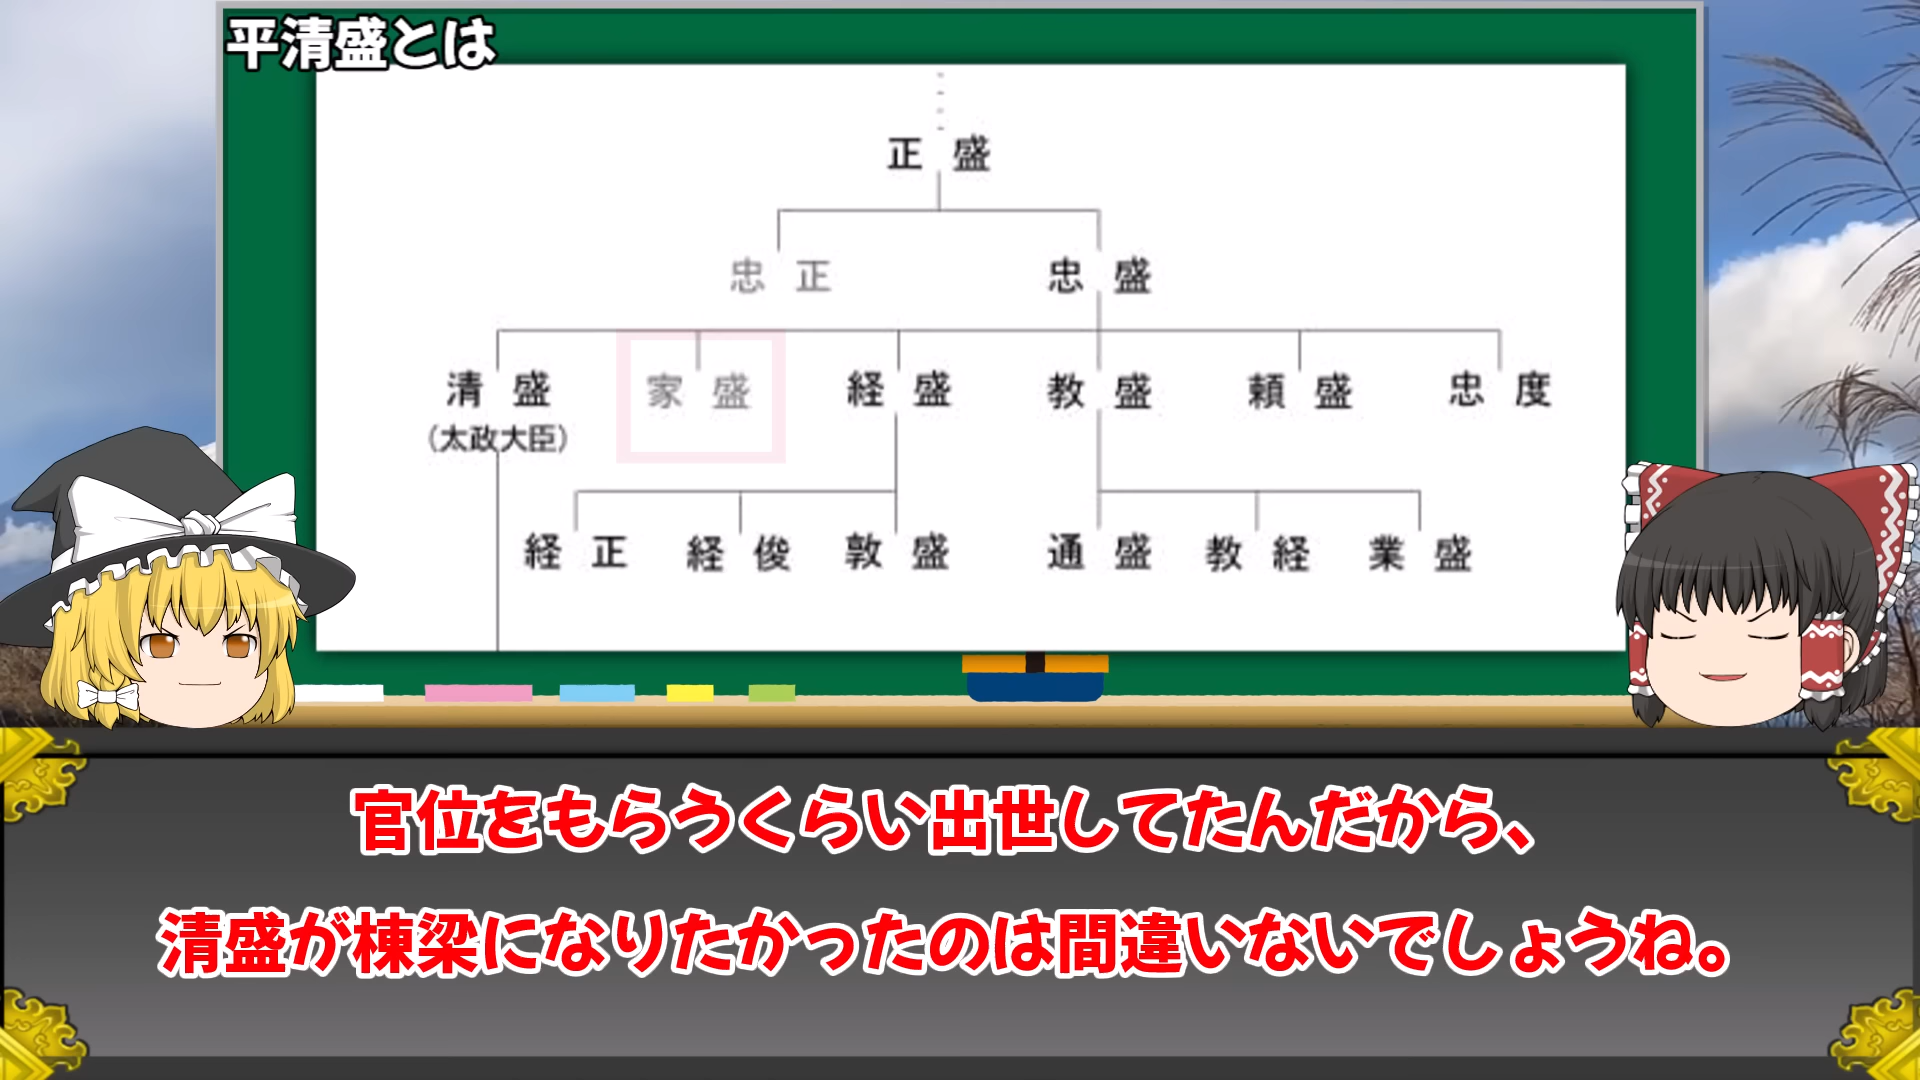 平清盛とは
正盛
忠正 忠盛
清盛 家盛 経盛 教盛 頼盛 忠度
（太政大臣）
経正 経俊 敦盛 通盛 教経 業盛
官位をもらうくらい出世してたんだから、
清盛が棟梁になりたかったのは間違いないでしょうね。